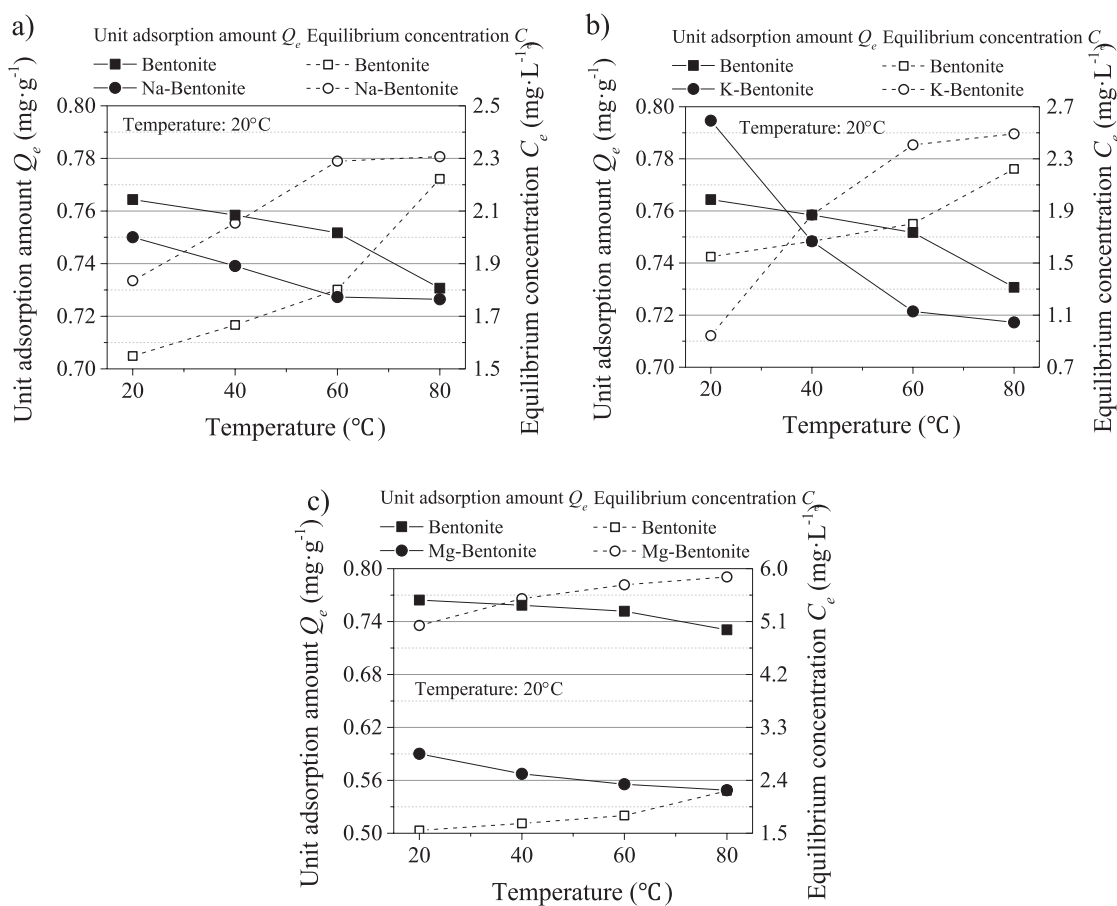 a)
Unit adsorption amount Qe Equilibrium concentration Ce
Bentonite Bentonite
Na-Bentonite Na-Bentonite
Temperature: 20°C
Unit adsorption amount Qe (mg·g-1)
0.80
0.78
0.76
0.74
0.72
0.70
2.5
2.3
2.1
1.9
1.7
1.5
Equilibrium concentration Ce (mg·L-1)
20 40 60 80
Temperature (℃)
b)
Unit adsorption amount Qe Equilibrium concentration Ce
Bentonite Bentonite
K-Bentonite K-Bentonite
Temperature: 20°C
Unit adsorption amount Qe (mg·g-1)
0.80
0.78
0.76
0.74
0.72
0.70
2.7
2.3
1.9
1.5
1.1
0.7
Equilibrium concentration Ce (mg·L-1)
20 40 60 80
Temperature (℃)
c)
Unit adsorption amount Qe Equilibrium concentration Ce
Bentonite Bentonite
Mg-Bentonite Mg-Bentonite
Temperature: 20°C
Unit adsorption amount Qe (mg·g-1)
0.80
0.74
0.68
0.62
0.56
0.50
6.0
5.1
4.2
3.3
2.4
1.5
Equilibrium concentration Ce (mg·L-1)
20 40 60 80
Temperature (℃)